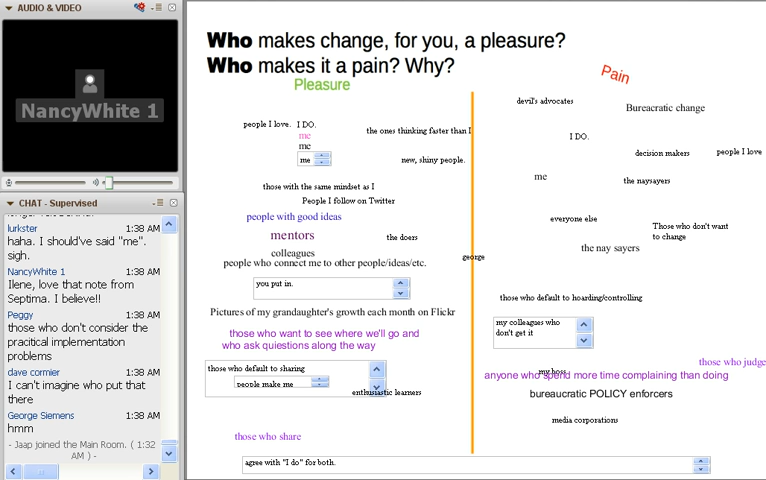 AUDIO & VIDEO
NancyWhite 1
CHAT - Supervised
lurkster 1:38 AM
haha. I should've said "me".
sigh.
NancyWhite 1 1:38 AM
Ilene, love that note from
Septima. I believe!!
Peggy 1:38 AM
those who don't consider the
pracitical implementation
problems
dave cormier 1:38 AM
I can't imagine who put that
there
George Siemens 1:38 AM
hmm
- Jaap joined the Main Room. ( 1:32
AM ) -
Who makes change, for you, a pleasure?
Who makes it a pain? Why?
Pleasure
people I love.
I DO.
me
me
me
the ones thinking faster than I
new, shiny people.
those with the same mindset as I
People I follow on Twitter
people with good ideas
mentors
the doers
colleagues
people who connect me to other people/ideas/etc.
george
you put in.
Pictures of my grandaughter's growth each month on Flickr
those who want to see where we'll go and
who ask quiestions along the way
those who default to sharing
people make me
enthusiastic learners
those who share
Pain
devil's advocates
Bureacratic change
I DO.
decision makers
people I love
me
the naysayers
everyone else
Those who don't want
to change
the nay sayers
those who default to hoarding/controlling
my colleagues who
don't get it
those who judge
my boss
anyone who spend more time complaining than doing
bureaucratic POLICY enforcers
media corporations
agree with "I do" for both.